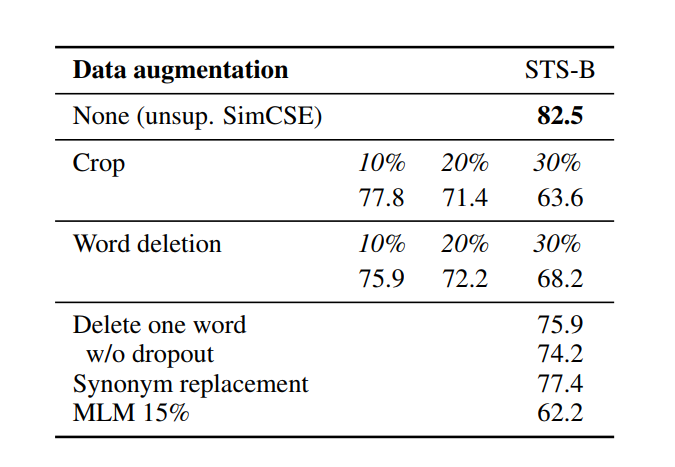 Data augmentation STS-B
None (unsup. SimCSE) 82.5
Crop 10% 20% 30%
77.8 71.4 63.6
Word deletion 10% 20% 30%
75.9 72.2 68.2
Delete one word 75.9
w/o dropout 74.2
Synonym replacement 77.4
MLM 15% 62.2